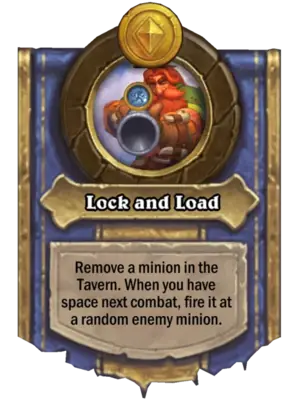 Lock and Load
Remove a minion in the
Tavern. When you have
space next combat, fire it at
a random enemy minion.